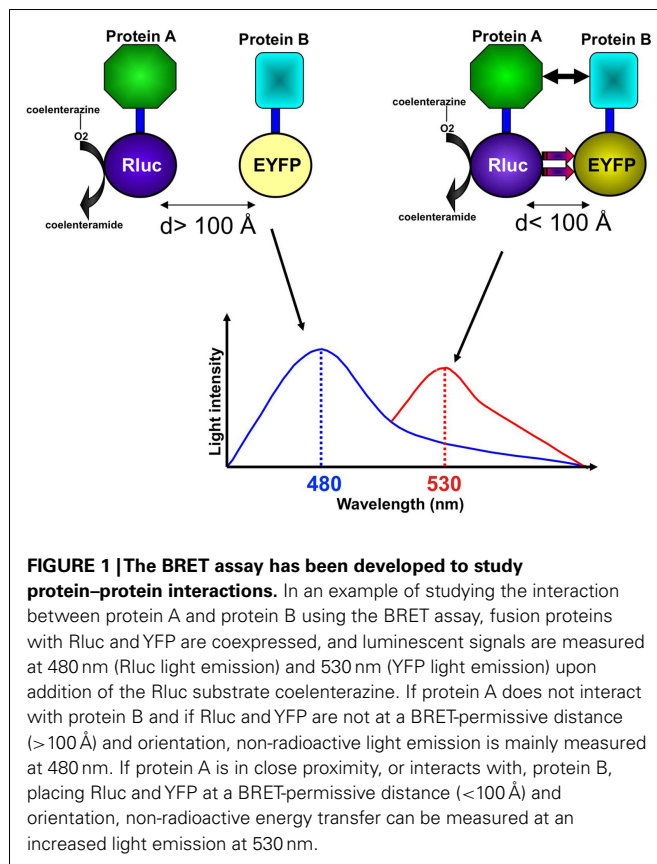 Protein A
Protein B
coelenterazine
O2
Rluc
EYFP
coelenteramide
d> 100 Å
Protein A
Protein B
coelenterazine
O2
Rluc
EYFP
coelenteramide
d< 100 Å
Light intensity
480
530
Wavelength (nm)
FIGURE 1 | The BRET assay has been developed to study
protein–protein interactions. In an example of studying the interaction
between protein A and protein B using the BRET assay, fusion proteins
with Rluc and YFP are coexpressed, and luminescent signals are measured
at 480 nm (Rluc light emission) and 530 nm (YFP light emission) upon
addition of the Rluc substrate coelenterazine. If protein A does not interact
with protein B and if Rluc and YFP are not at a BRET-permissive distance
(>100 Å) and orientation, non-radioactive light emission is mainly measured
at 480 nm. If protein A is in close proximity, or interacts with, protein B,
placing Rluc and YFP at a BRET-permissive distance (<100 Å) and
orientation, non-radioactive energy transfer can be measured at an
increased light emission at 530 nm.